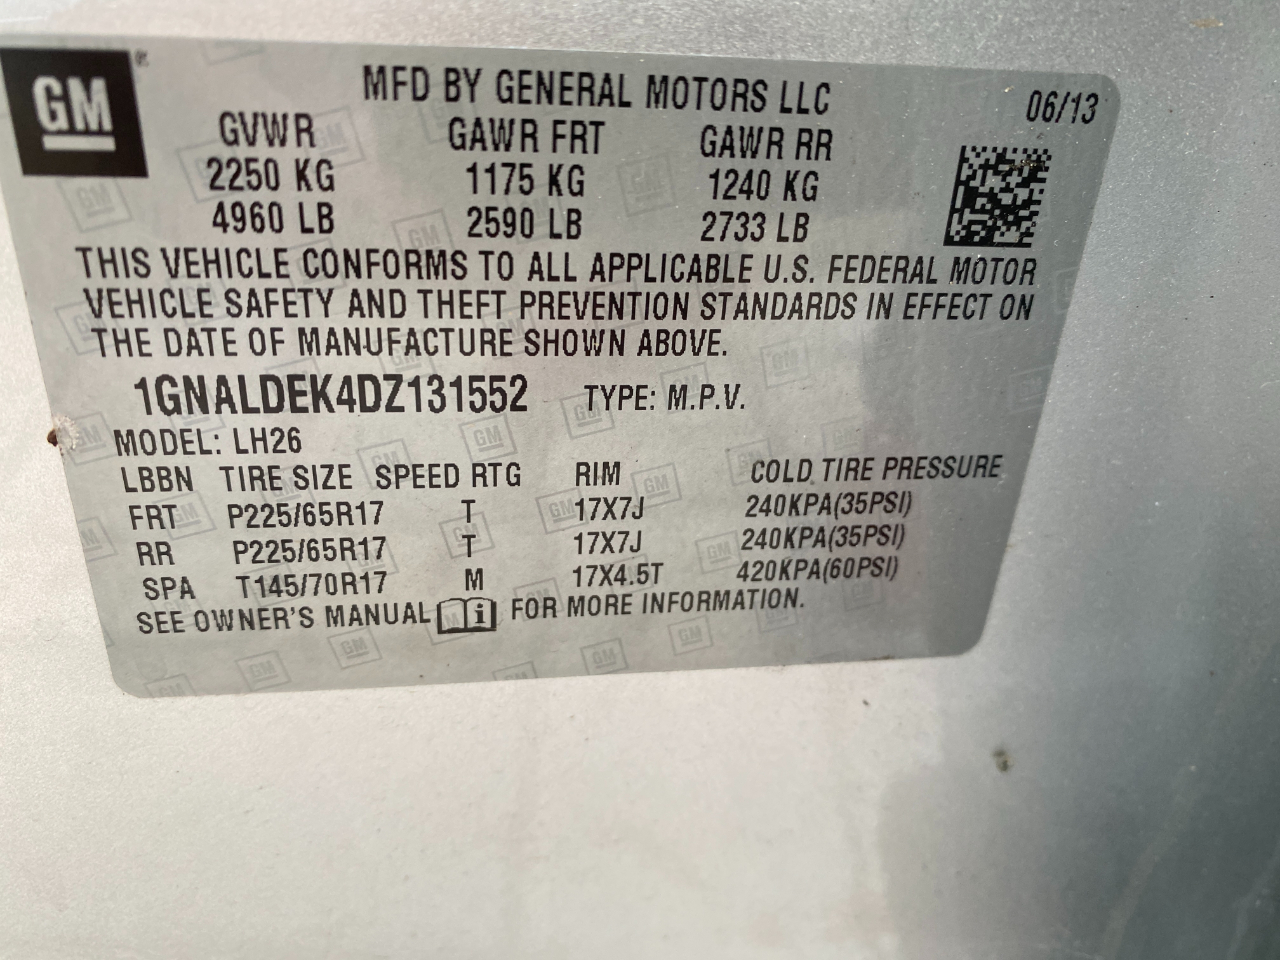 GM
MFD BY GENERAL MOTORS LLC 06/13
GVWR GAWR FRT GAWR RR
2250 KG 1175 KG 1240 KG
4960 LB 2590 LB 2733 LB
THIS VEHICLE CONFORMS TO ALL APPLICABLE U.S. FEDERAL MOTOR
VEHICLE SAFETY AND THEFT PREVENTION STANDARDS IN EFFECT ON
THE DATE OF MANUFACTURE SHOWN ABOVE.
1GNALDEK4DZ131552 TYPE: M.P.V.
MODEL: LH26
LBBN TIRE SIZE SPEED RTG RIM COLD TIRE PRESSURE
FRT P225/65R17 T 17X7J 240KPA(35PSI)
RR P225/65R17 T 17X7J 240KPA(35PSI)
SPA T145/70R17 M 17X4.5T 420KPA(60PSI)
SEE OWNER'S MANUAL i FOR MORE INFORMATION.